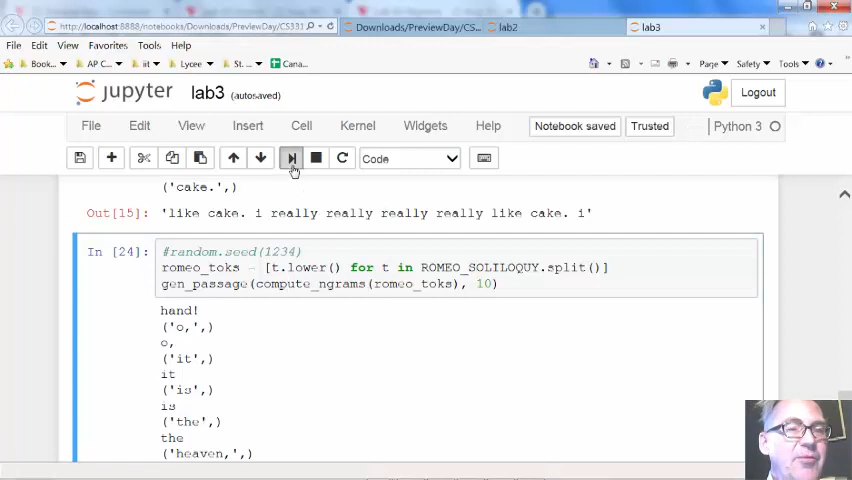 http://localhost:8888/notebooks/Downloads/PreviewDay/CS331
Downloads/PreviewDay/CS...
lab2
lab3
File Edit View Favorites Tools Help
Book... AP C... iit Lycee St. ... Cana...
Page Safety Tools
jupyter lab3 (autosaved)
Logout
File Edit View Insert Cell Kernel Widgets Help
Notebook saved Trusted Python 3
Code
('cake.',)
Out[15]: 'like cake. i really really really really like cake. i'
In [24]: #random.seed(1234)
romeo_toks = [t.lower() for t in ROMEO_SOLILOQUY.split()]
gen_passage(compute_ngrams(romeo_toks), 10)
hand!
('o,',)
o,
('it',)
it
('is',)
is
('the',)
the
('heaven,',)